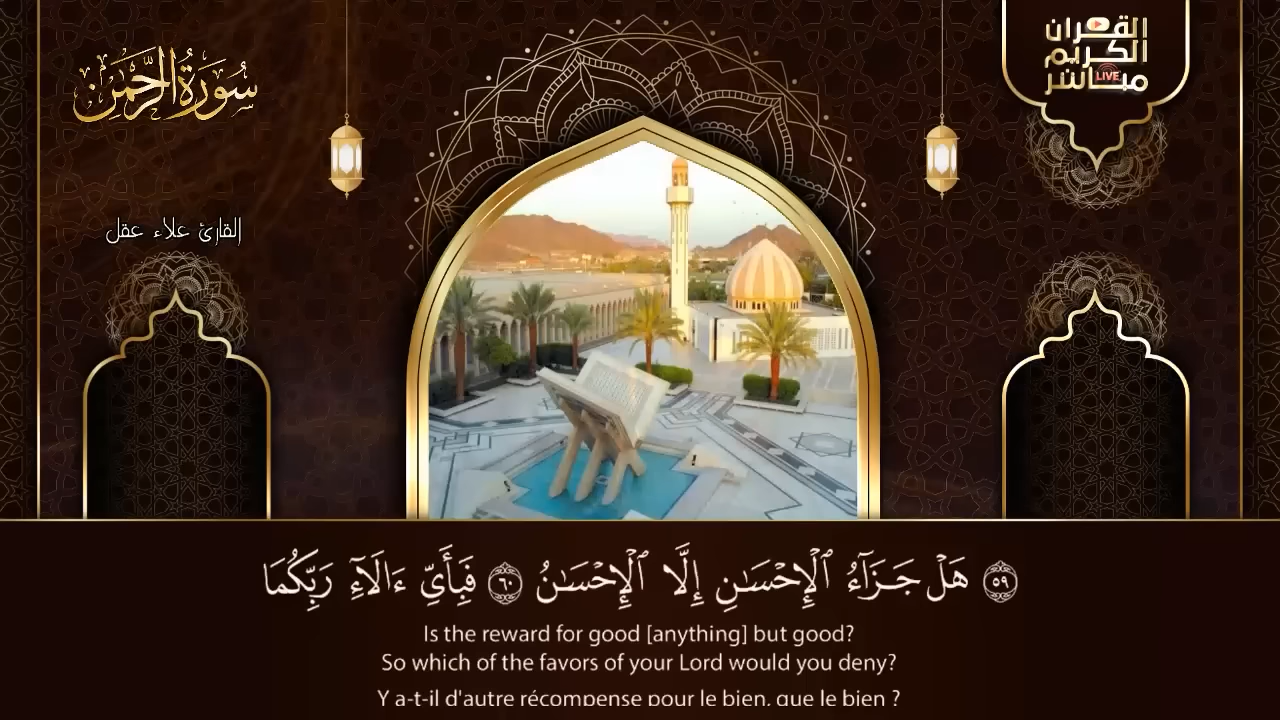 سُورَةُ الرَّحْمَٰن
القرآن
الكريم
مباشر
LIVE
القارئ علاء عقل
٥٩ هَلْ جَزَآءُ ٱلْإِحْسَٰنِ إِلَّا ٱلْإِحْسَٰنُ ٦٠ فَبِأَيِّ ءَالَآءِ رَبِّكُمَا
Is the reward for good [anything] but good?
So which of the favors of your Lord would you deny?
Y a-t-il d'autre récompense pour le bien, que le bien ?